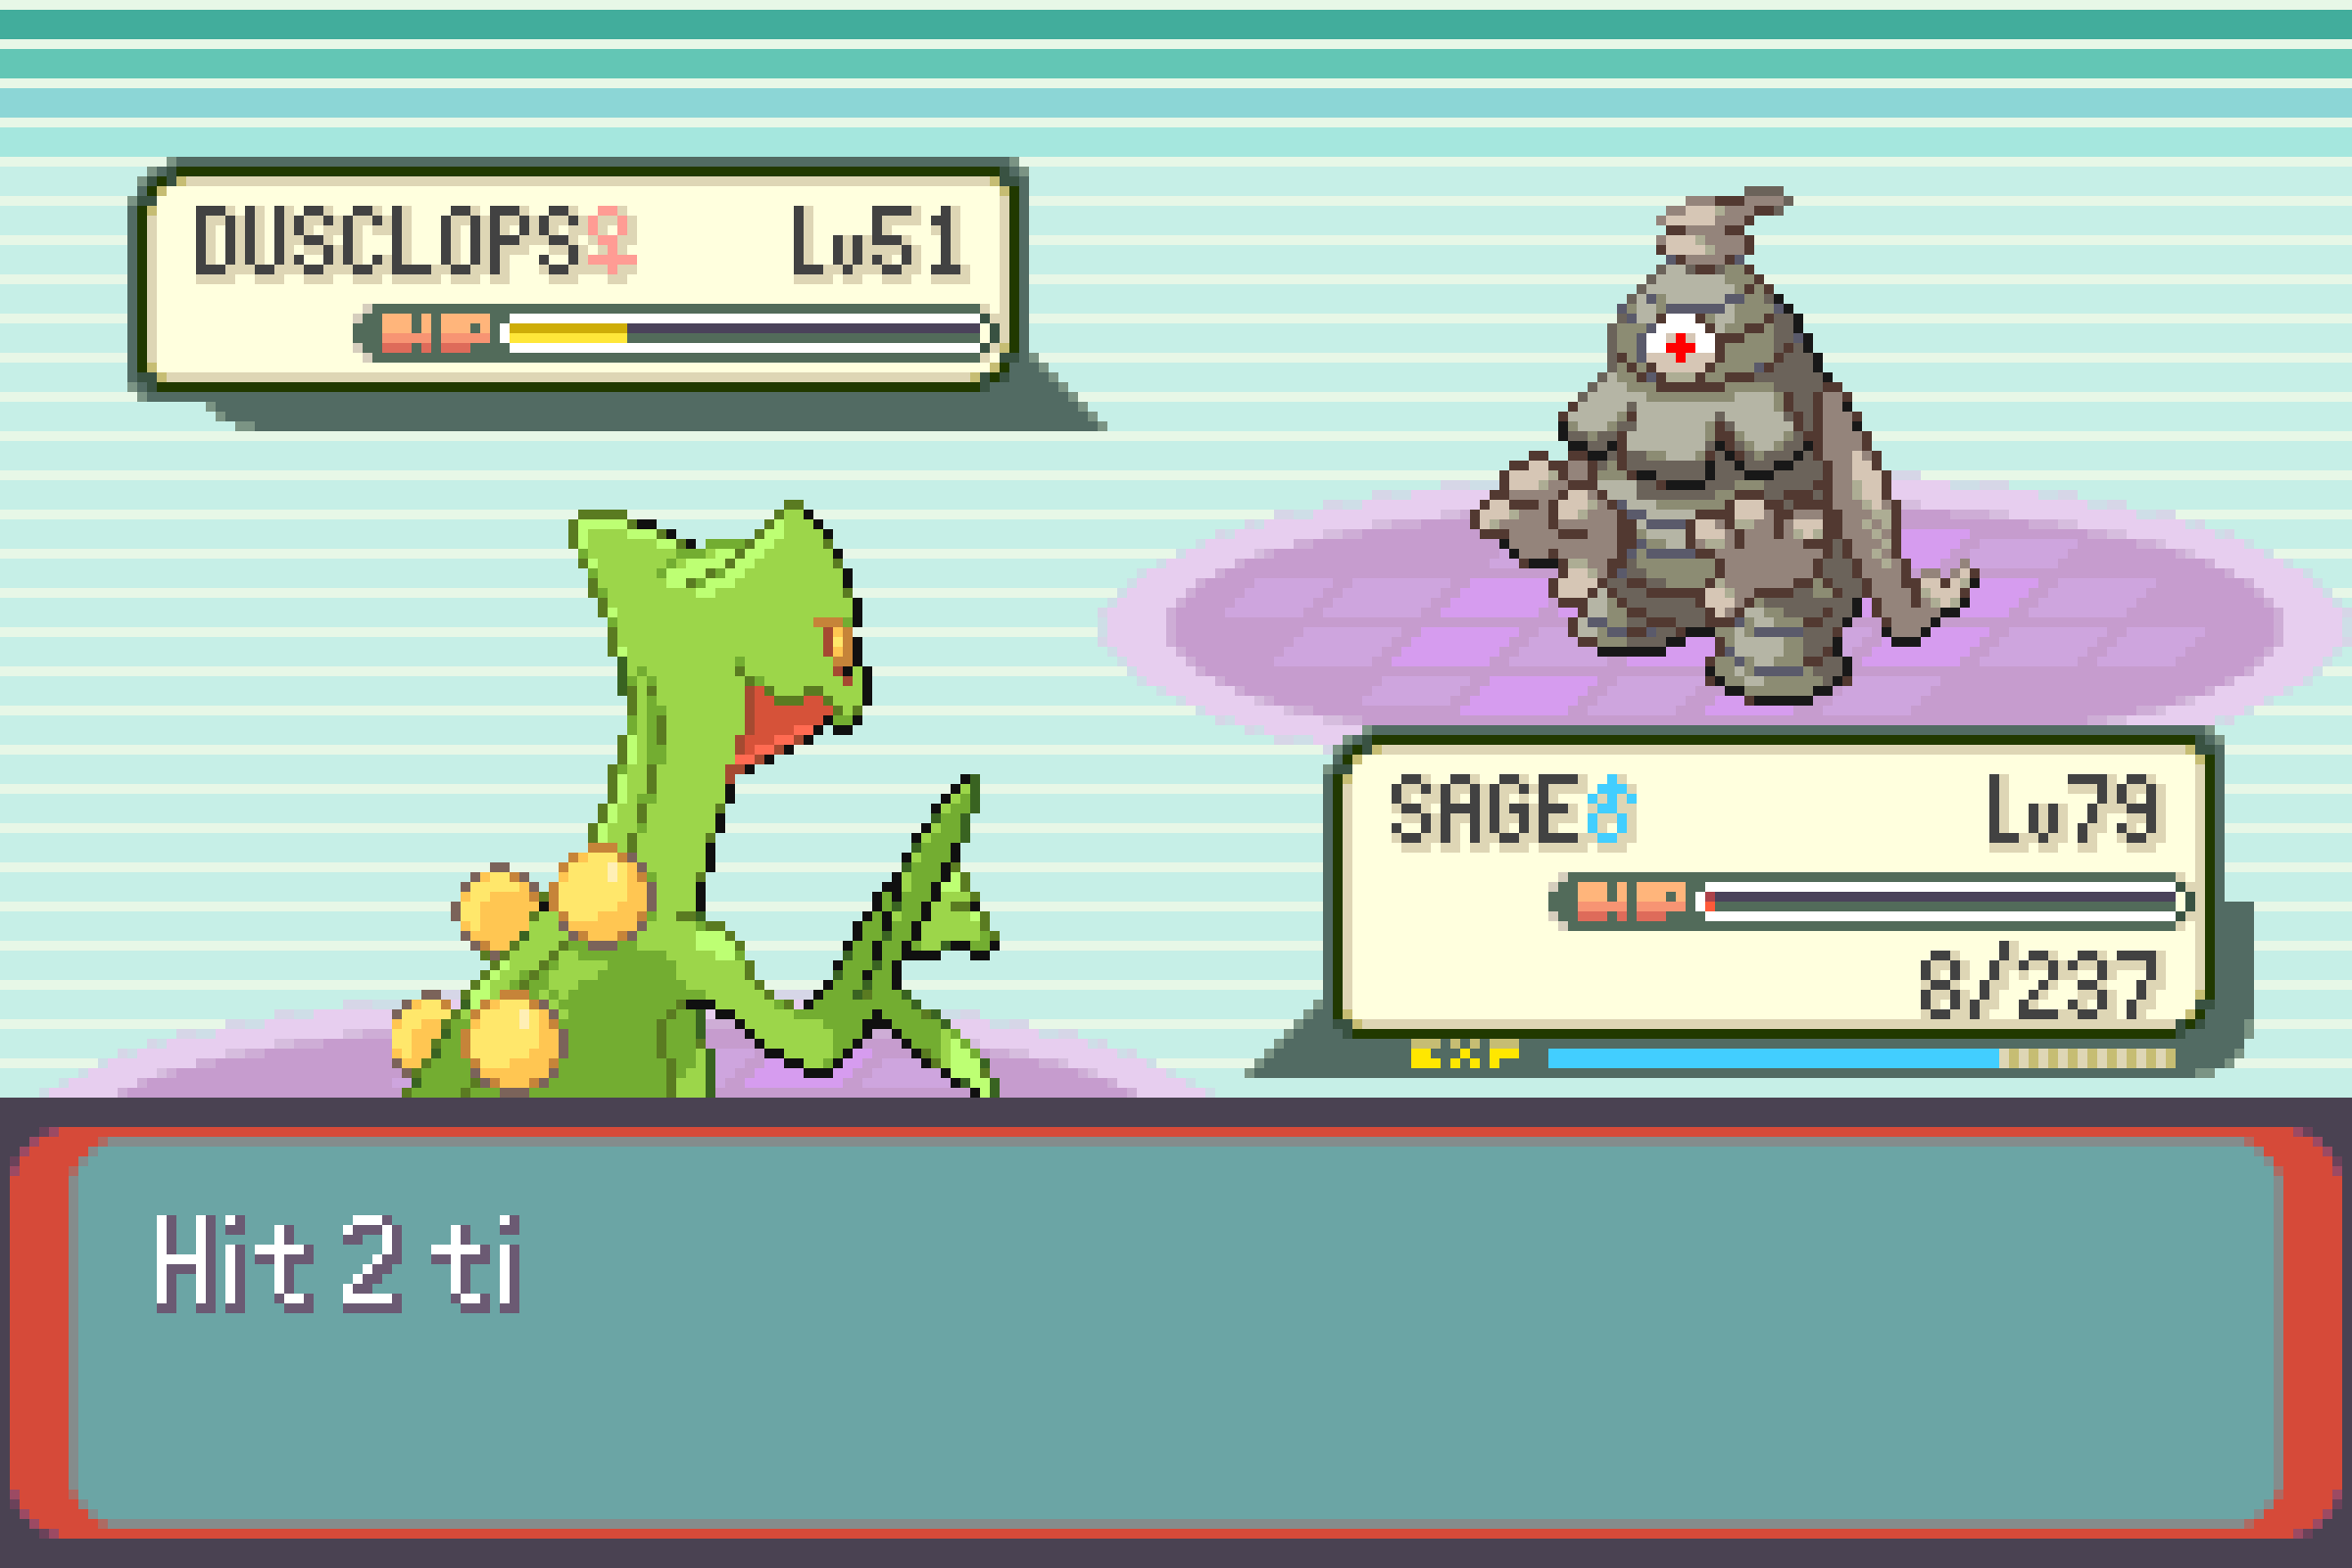 DUSCLOPS♀ Lv51
HP
SAGE♂ Lv79
HP
8/237
EXP
Hit 2 ti